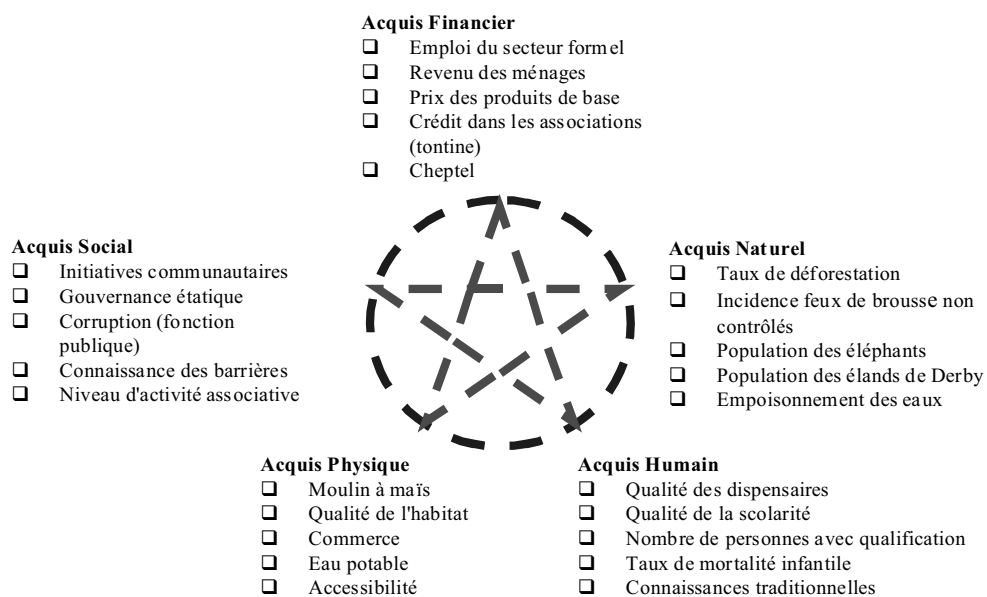 Acquis Financier
❑ Emploi du secteur formel
❑ Revenu des ménages
❑ Prix des produits de base
❑ Crédit dans les associations
(tontine)
❑ Cheptel
Acquis Social
❑ Initiatives communautaires
❑ Gouvernance étatique
❑ Corruption (fonction
publique)
❑ Connaissance des barrières
❑ Niveau d'activité associative
Acquis Naturel
❑ Taux de déforestation
❑ Incidence feux de brousse non
contrôlés
❑ Population des éléphants
❑ Population des élands de Derby
❑ Empoisonnement des eaux
Acquis Physique
❑ Moulin à maïs
❑ Qualité de l'habitat
❑ Commerce
❑ Eau potable
❑ Accessibilité
Acquis Humain
❑ Qualité des dispensaires
❑ Qualité de la scolarité
❑ Nombre de personnes avec qualification
❑ Taux de mortalité infantile
❑ Connaissances traditionnelles